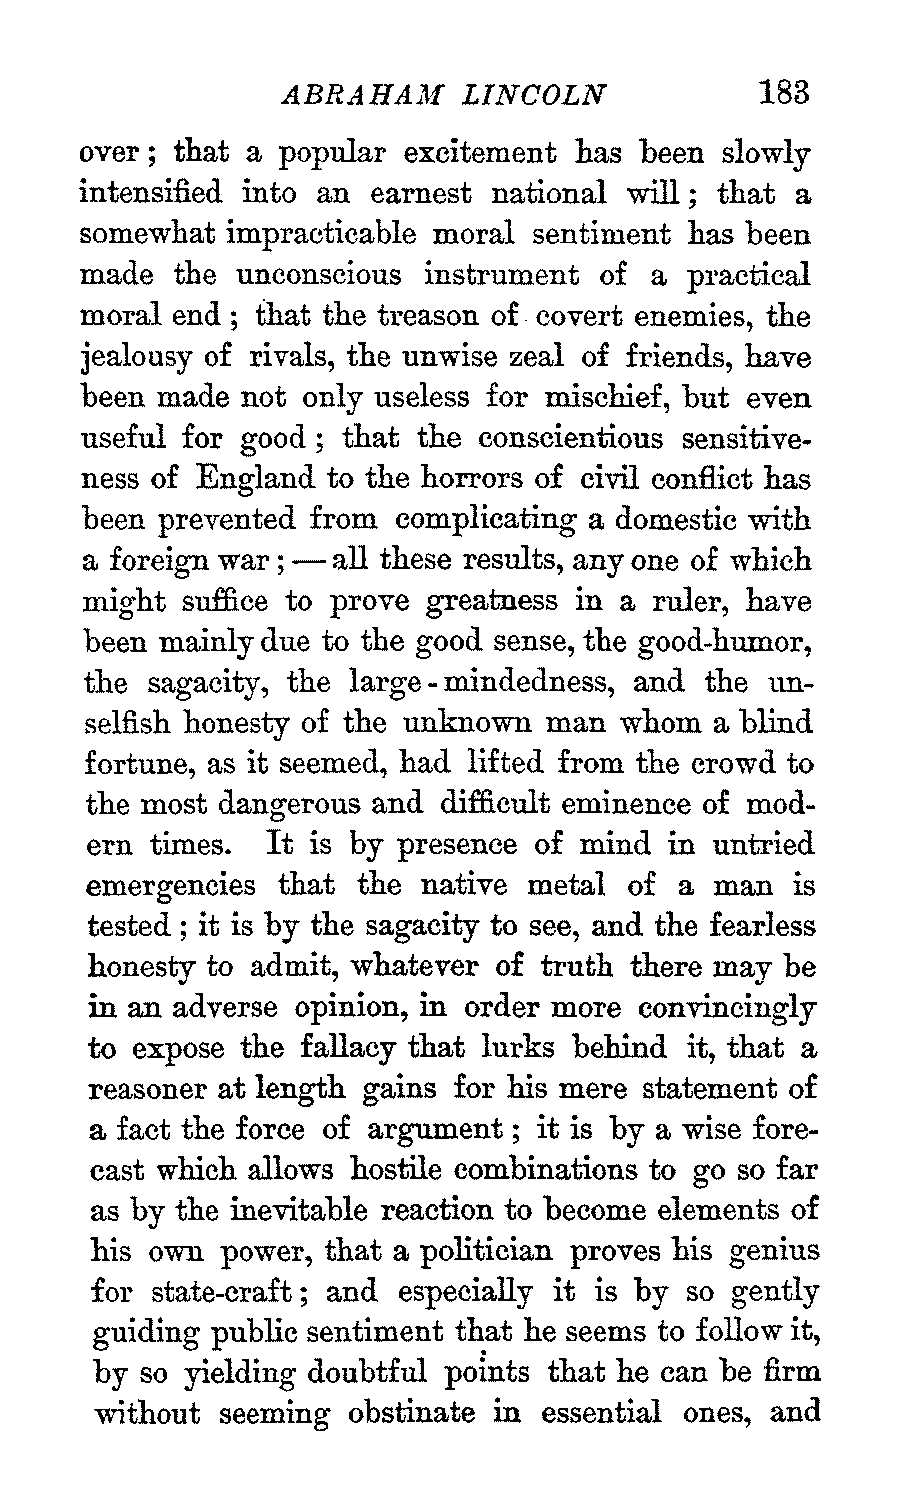 ABRAHAM LINCOLN 183
over; that a popular excitement has been slowly
intensified into an earnest national will; that a
somewhat impracticable moral sentiment has been
made the unconscious instrument of a practical
moral end; that the treason of covert enemies, the
jealousy of rivals, the unwise zeal of friends, have
been made not only useless for mischief, but even
useful for good; that the conscientious sensitive-
ness of England to the horrors of civil conflict has
been prevented from complicating a domestic with
a foreign war; — all these results, any one of which
might suffice to prove greatness in a ruler, have
been mainly due to the good sense, the good-humor,
the sagacity, the large-mindedness, and the un-
selfish honesty of the unknown man whom a blind
fortune, as it seemed, had lifted from the crowd to
the most dangerous and difficult eminence of mod-
ern times. It is by presence of mind in untried
emergencies that the native metal of a man is
tested; it is by the sagacity to see, and the fearless
honesty to admit, whatever of truth there may be
in an adverse opinion, in order more convincingly
to expose the fallacy that lurks behind it, that a
reasoner at length gains for his mere statement of
a fact the force of argument; it is by a wise fore-
cast which allows hostile combinations to go so far
as by the inevitable reaction to become elements of
his own power, that a politician proves his genius
for state-craft; and especially it is by so gently
guiding public sentiment that he seems to follow it,
by so yielding doubtful points that he can be firm
without seeming obstinate in essential ones, and